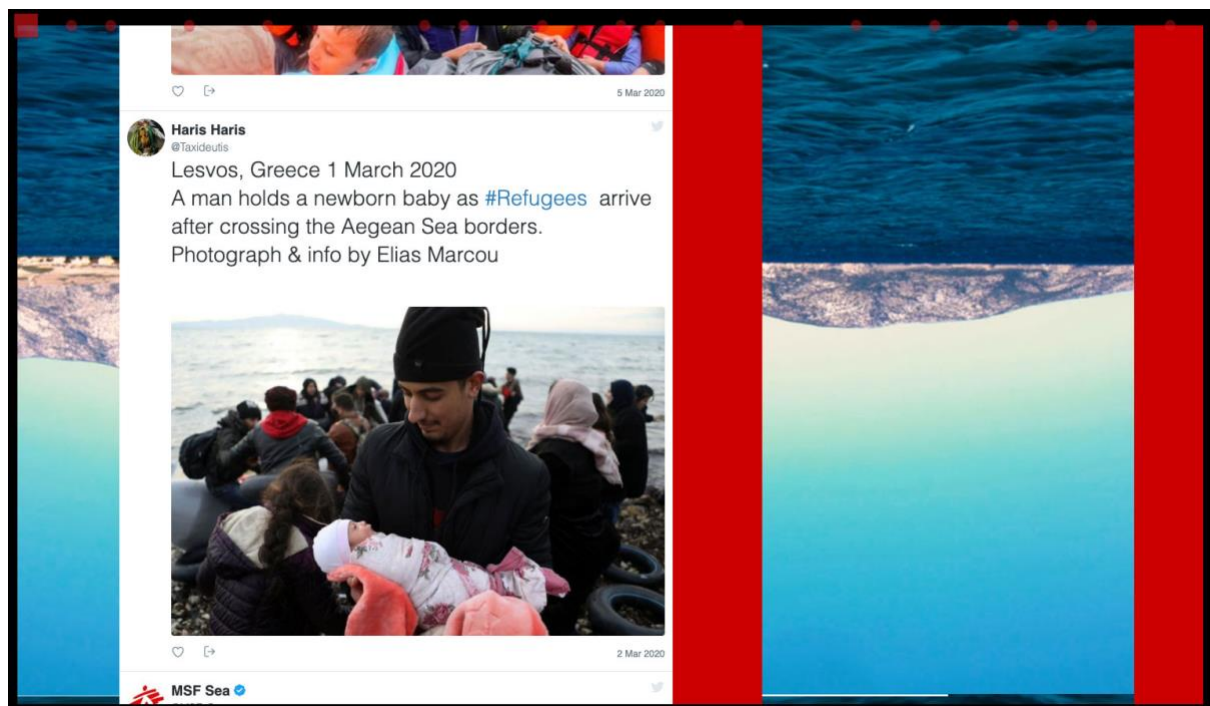 5 Mar 2020
Haris Haris
@Taxideutis
Lesvos, Greece 1 March 2020
A man holds a newborn baby as #Refugees arrive
after crossing the Aegean Sea borders.
Photograph & info by Elias Marcou
2 Mar 2020
MSF Sea